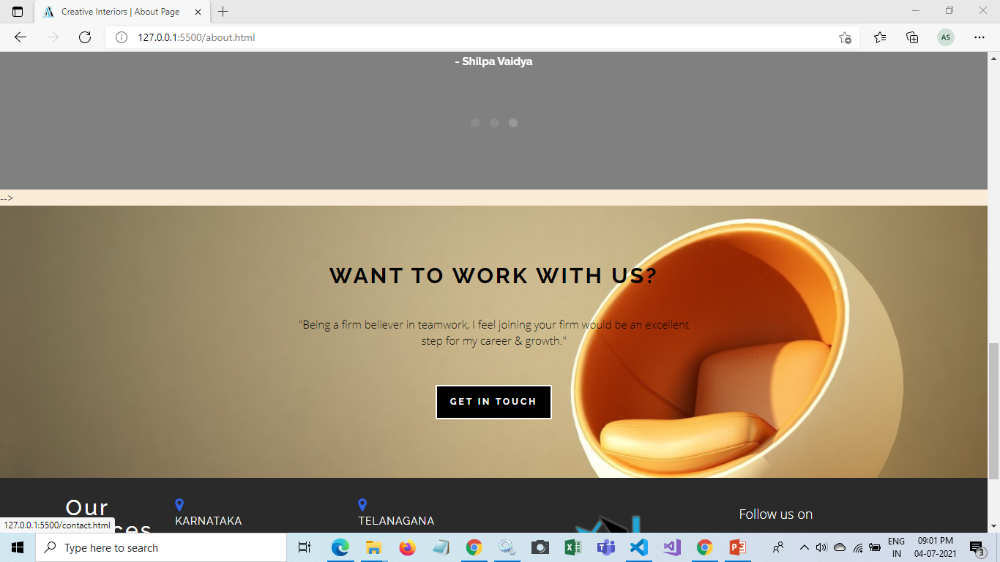 Creative Interiors | About Page
127.0.0.1:5500/about.html
AS
- Shilpa Vaidya
-->
WANT TO WORK WITH US?
"Being a firm believer in teamwork, I feel joining your firm would be an excellent
step for my career & growth."
GET IN TOUCH
Our
KARNATAKA
TELANAGANA
Follow us on
127.0.0.1:5500/contact.html
Type here to search
ENG
IN
09:01 PM
04-07-2021
3